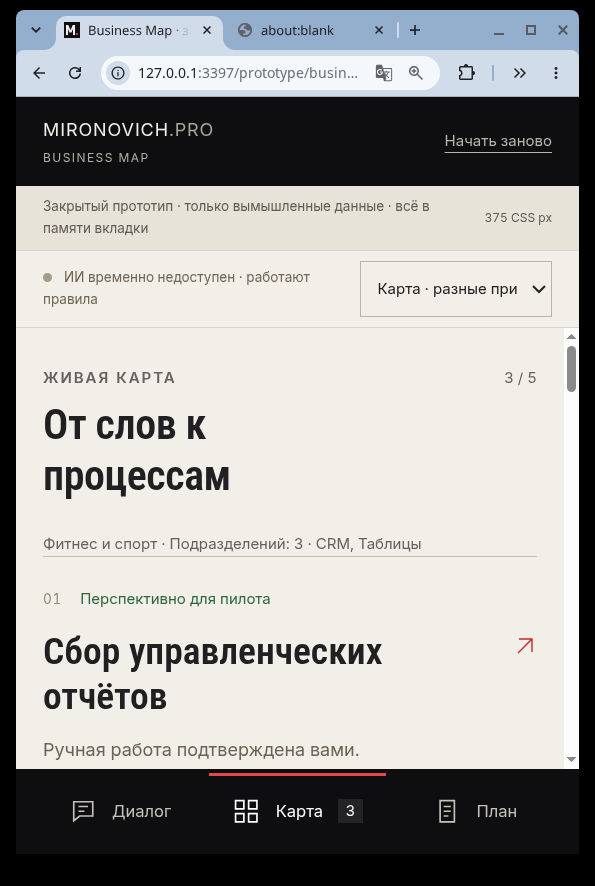 M. Business Map · з
about:blank
127.0.0.1:3397/prototype/busin...
MIRONOVICH.PRO
BUSINESS MAP
Начать заново
Закрытый прототип · только вымышленные данные · всё в
памяти вкладки
375 CSS px
ИИ временно недоступен · работают
правила
Карта · разные при
ЖИВАЯ КАРТА
3 / 5
От слов к
процессам
Фитнес и спорт · Подразделений: 3 · CRM, Таблицы
01 Перспективно для пилота
Сбор управленческих
отчётов
Ручная работа подтверждена вами.
Диалог
Карта 3
План